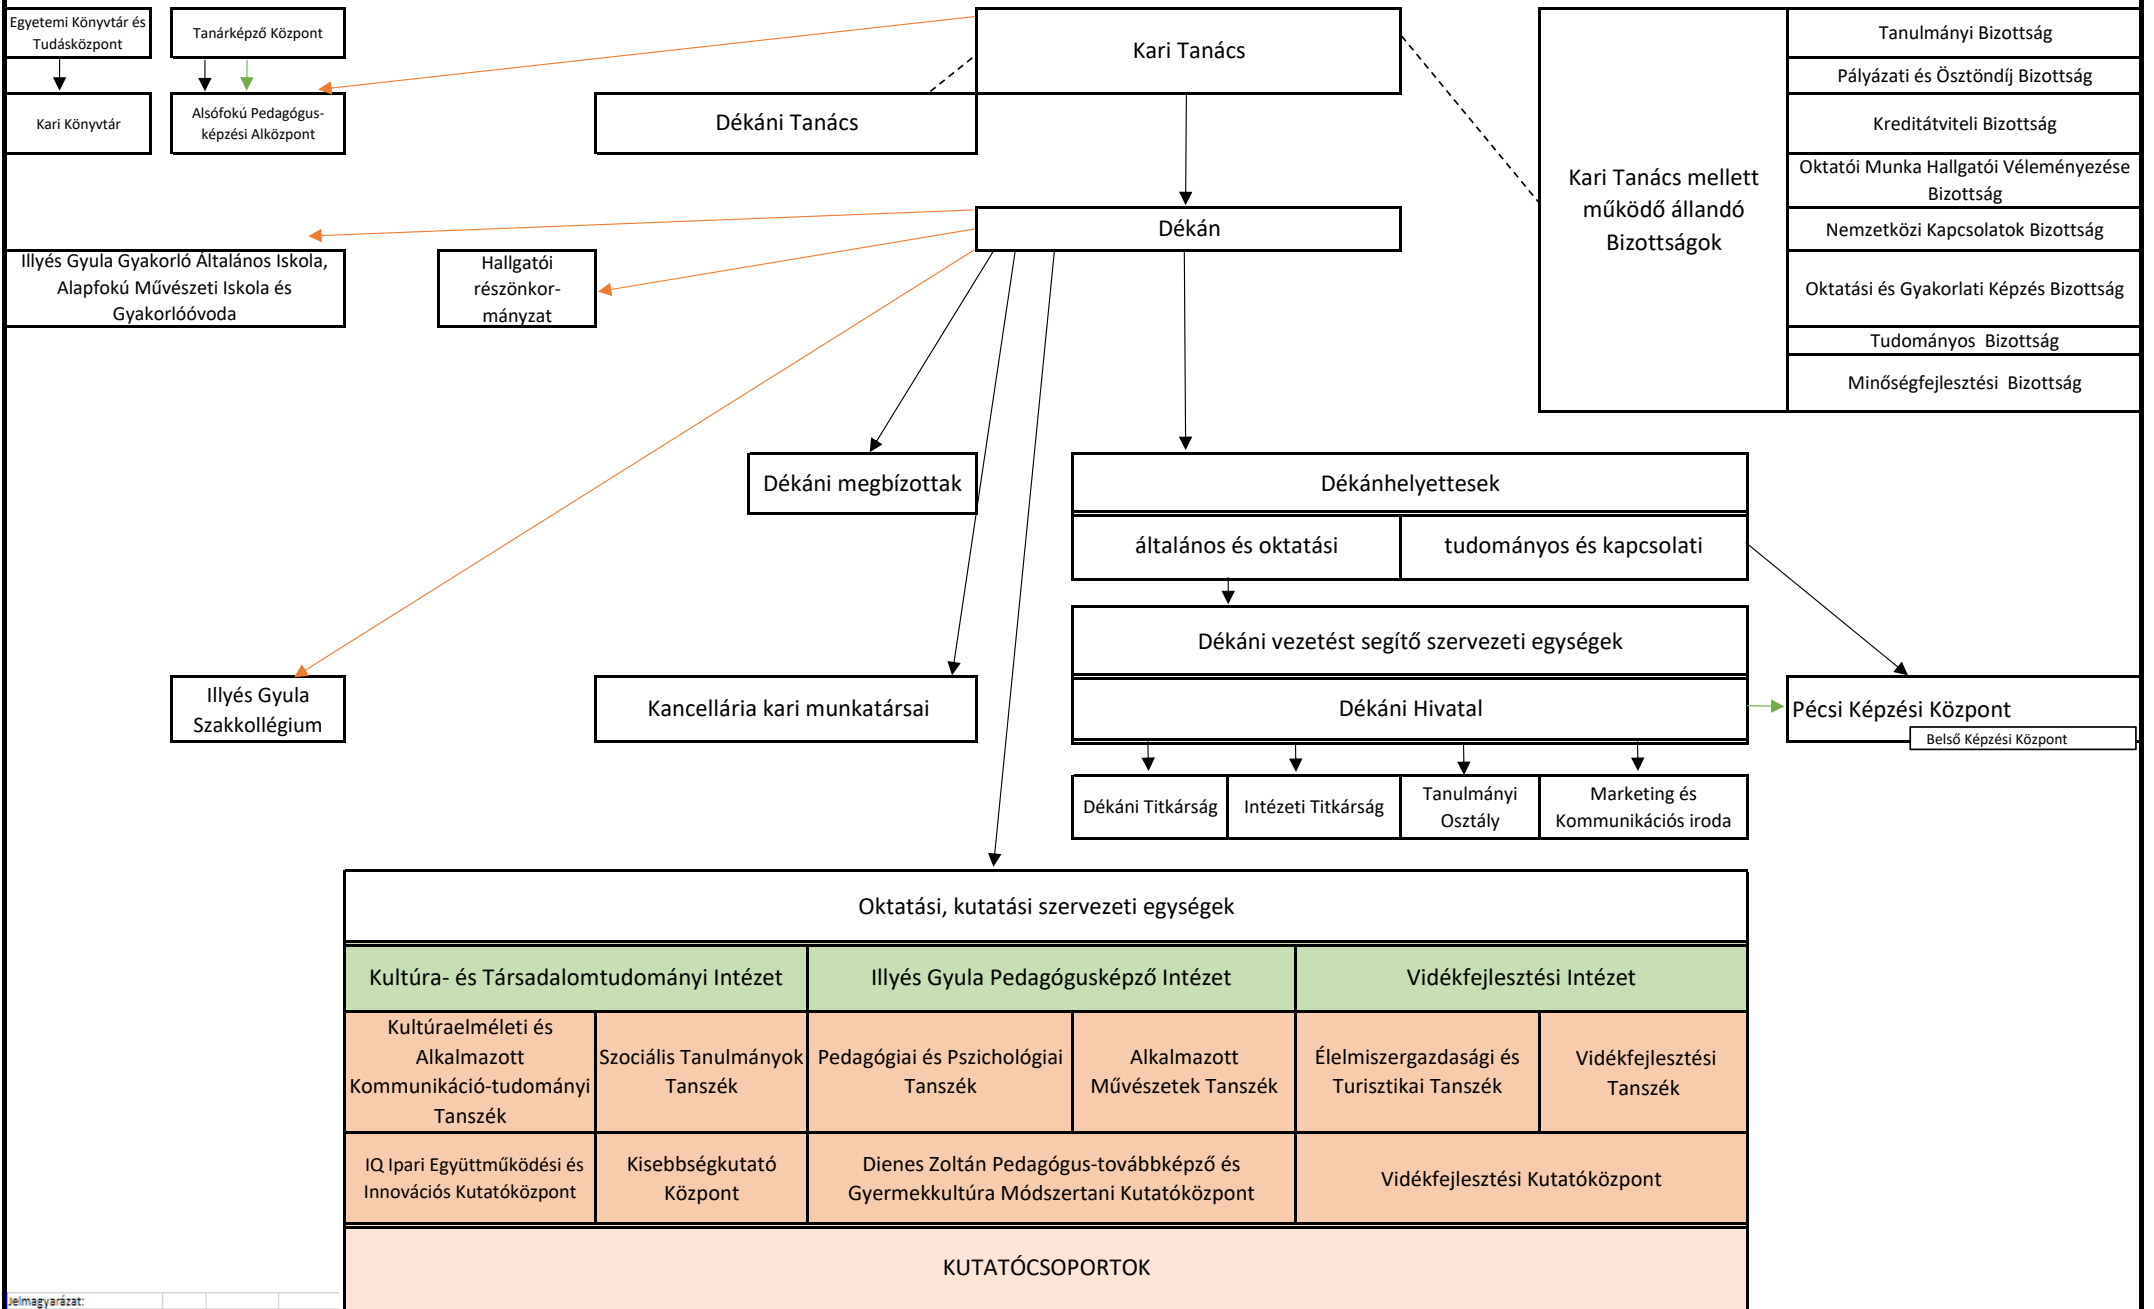 Egyetemi Könyvtár és
Tudásközpont
Tanárképző Központ
Kari Tanács
Tanulmányi Bizottság
Pályázati és Ösztöndíj Bizottság
Kari Könyvtár
Alsófokú Pedagógus-
képzési Alközpont
Dékáni Tanács
Kreditátviteli Bizottság
Kari Tanács mellett
működő állandó
Bizottságok
Oktatói Munka Hallgatói Véleményezése
Bizottság
Dékán
Nemzetközi Kapcsolatok Bizottság
Illyés Gyula Gyakorló Általános Iskola,
Alapfokú Művészeti Iskola és
Gyakorlóóvoda
Hallgatói
részönkor-
mányzat
Oktatási és Gyakorlati Képzés Bizottság
Tudományos  Bizottság
Minőségfejlesztési  Bizottság
Dékáni megbízottak
Dékánhelyettesek
általános és oktatási
tudományos és kapcsolati
Dékáni vezetést segítő szervezeti egységek
Illyés Gyula
Szakkollégium
Kancellária kari munkatársai
Dékáni Hivatal
Pécsi Képzési Központ
Belső Képzési Központ
Dékáni Titkárság
Intézeti Titkárság
Tanulmányi
Osztály
Marketing és
Kommunikációs iroda
Oktatási, kutatási szervezeti egységek
Kultúra- és Társadalomtudományi Intézet
Illyés Gyula Pedagógusképző Intézet
Vidékfejlesztési Intézet
Kultúraelméleti és
Alkalmazott
Kommunikáció-tudományi
Tanszék
Szociális Tanulmányok
Tanszék
Pedagógiai és Pszichológiai
Tanszék
Alkalmazott
Művészetek Tanszék
Élelmiszergazdasági és
Turisztikai Tanszék
Vidékfejlesztési
Tanszék
IQ Ipari Együttműködési és
Innovációs Kutatóközpont
Kisebbségkutató
Központ
Dienes Zoltán Pedagógus-továbbképző és
Gyermekkultúra Módszertani Kutatóközpont
Vidékfejlesztési Kutatóközpont
KUTATÓCSOPORTOK
Jelmagyarázat: